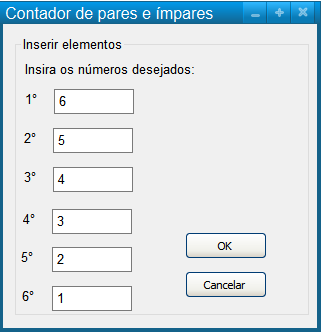 Contador de pares e ímpares
Inserir elementos
Insira os números desejados:
1° 6
2° 5
3° 4
4° 3
5° 2
6° 1
OK
Cancelar